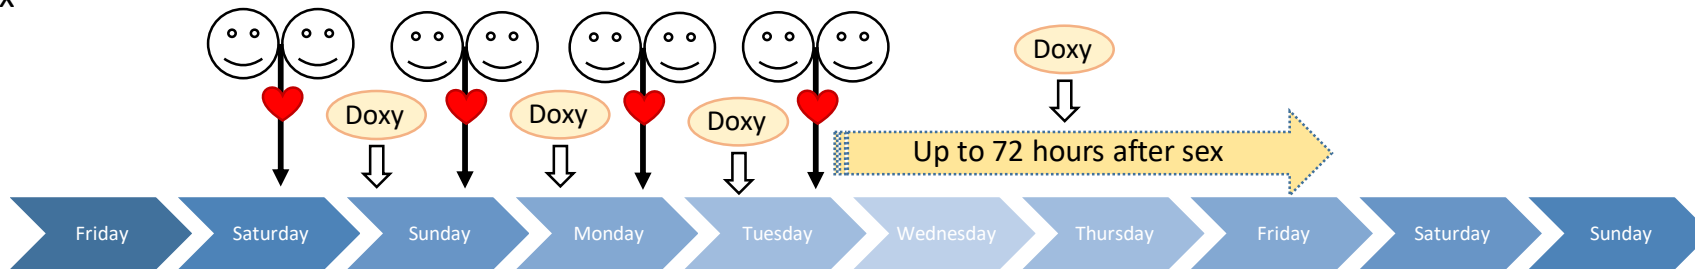 x
Doxy
Doxy
Doxy
Doxy
Up to 72 hours after sex
Friday
Saturday
Sunday
Monday
Tuesday
Wednesday
Thursday
Friday
Saturday
Sunday